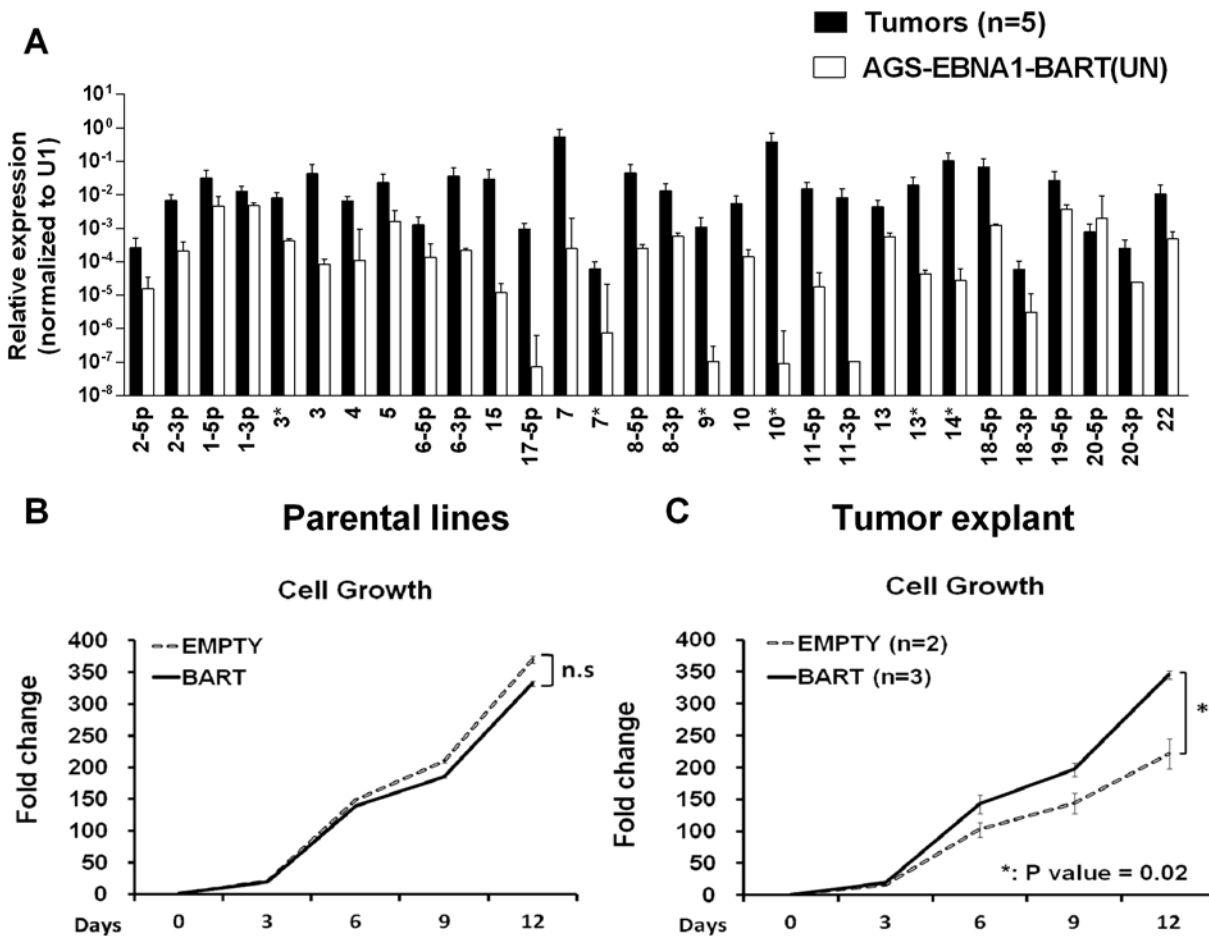 A
Tumors (n=5)
AGS-EBNA1-BART(UN)
Relative expression
(normalized to U1)
10¹
10⁰
10⁻¹
10⁻²
10⁻³
10⁻⁴
10⁻⁵
10⁻⁶
10⁻⁷
10⁻⁸
2-5p 2-3p 1-5p 1-3p 3* 3 4 5 6-5p 6-3p 15 17-5p 7 7* 8-5p 8-3p 9* 10 10* 11-5p 11-3p 13 13* 14* 18-5p 18-3p 19-5p 20-5p 20-3p 22
B
Parental lines
Cell Growth
Fold change
400
350
300
250
200
150
100
50
0
EMPTY
BART
n.s
Days 0 3 6 9 12
C
Tumor explant
Cell Growth
Fold change
400
350
300
250
200
150
100
50
0
EMPTY (n=2)
BART (n=3)
*
*: P value = 0.02
Days 0 3 6 9 12